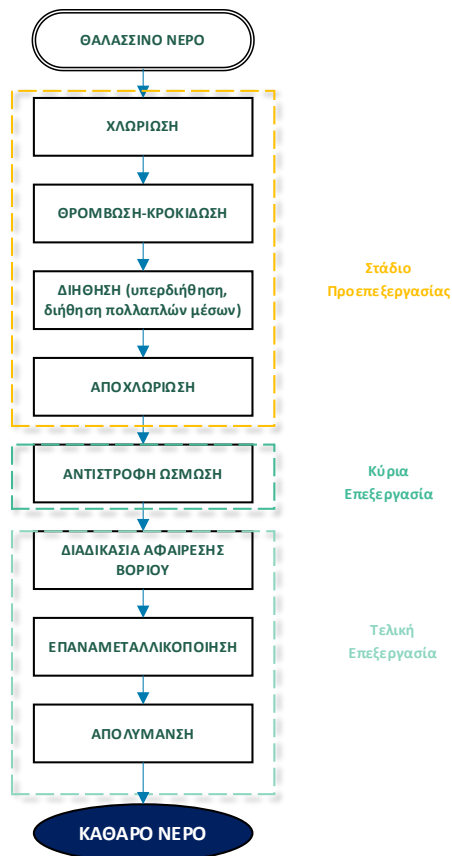 ΘΑΛΑΣΣΙΝΟ ΝΕΡΟ
ΧΛΩΡΙΩΣΗ
ΘΡΟΜΒΩΣΗ-ΚΡΟΚΙΔΩΣΗ
ΔΙΗΘΗΣΗ (υπερδιήθηση,
διήθηση πολλαπλών μέσων)
ΑΠΟΧΛΩΡΙΩΣΗ
Στάδιο
Προεπεξεργασίας
ΑΝΤΙΣΤΡΟΦΗ ΩΣΜΩΣΗ
Κύρια
Επεξεργασία
ΔΙΑΔΙΚΑΣΙΑ ΑΦΑΙΡΕΣΗΣ
ΒΟΡΙΟΥ
ΕΠΑΝΑΜΕΤΑΛΛΙΚΟΠΟΙΗΣΗ
ΑΠΟΛΥΜΑΝΣΗ
Τελική
Επεξεργασία
ΚΑΘΑΡΟ ΝΕΡΟ